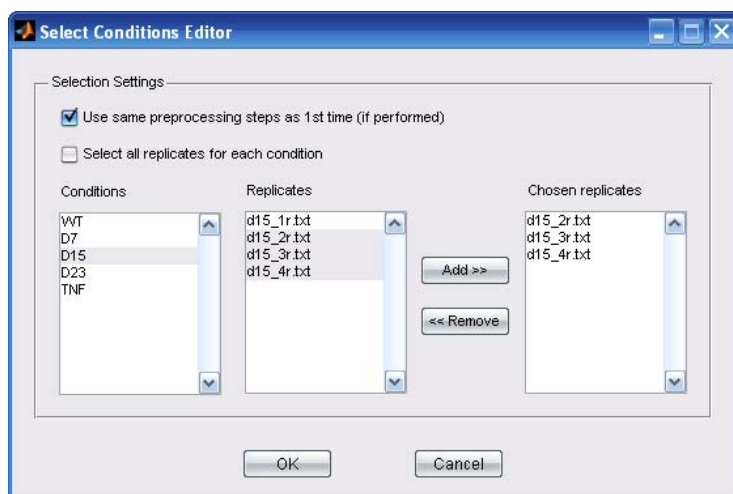 Select Conditions Editor
Selection Settings
Use same preprocessing steps as 1st time (if performed)
Select all replicates for each condition
Conditions
WT
D7
D15
D23
TNF
Replicates
d15_1r.txt
d15_2r.txt
d15_3r.txt
d15_4r.txt
Add >>
<< Remove
Chosen replicates
d15_2r.txt
d15_3r.txt
d15_4r.txt
OK
Cancel